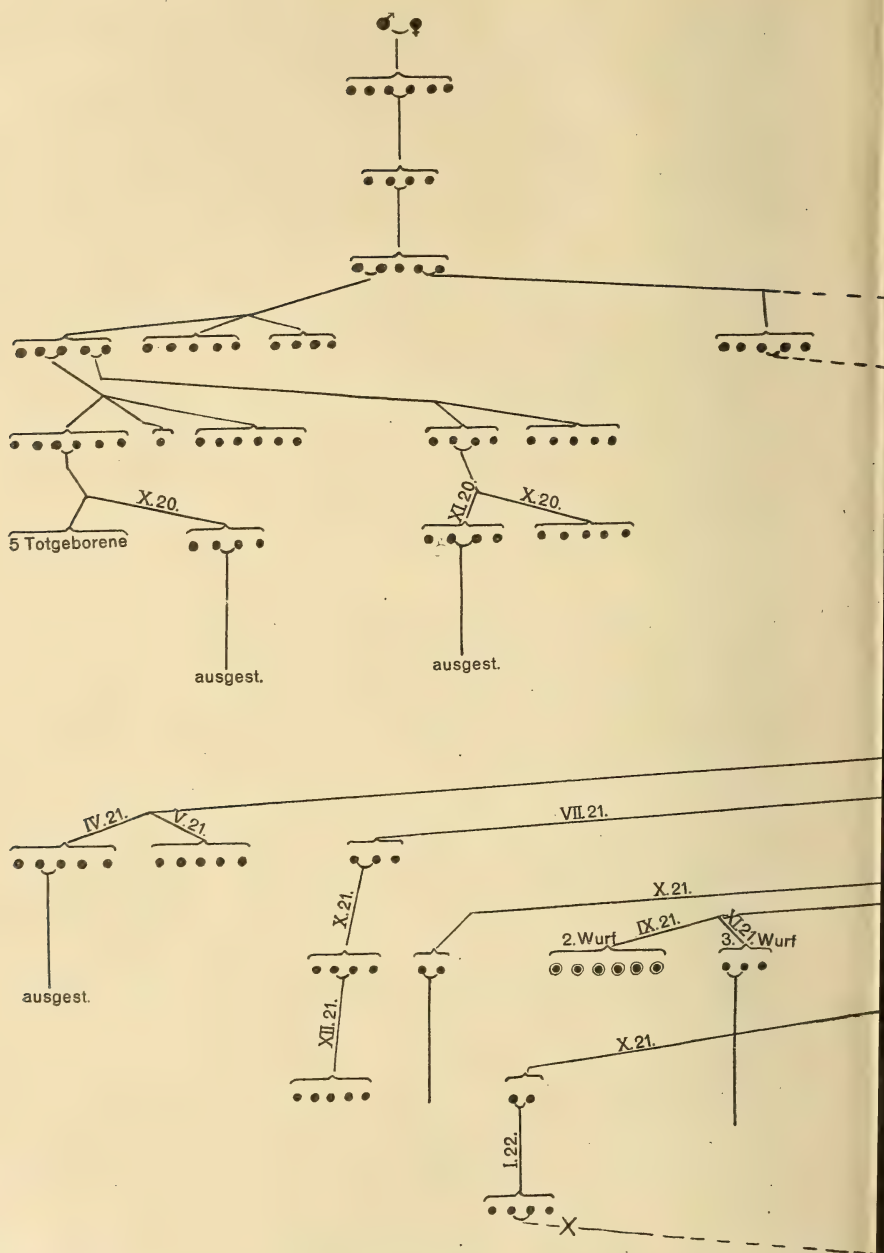 ♂ ♀
X.20.
XI.20.
X.20.
5 Totgeborene
ausgest.
ausgest.
IV.21.
V.21.
VII.21.
X.21.
X.21.
IX.21.
XI.21.
2. Wurf
3. Wurf
ausgest.
XII.21.
X.21.
I.22.
X